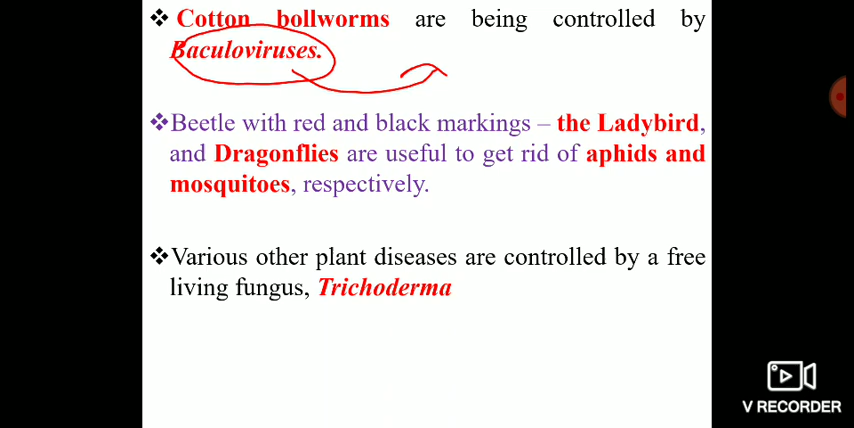 ❖ Cotton bollworms are being controlled by
Baculoviruses.
❖Beetle with red and black markings – the Ladybird,
and Dragonflies are useful to get rid of aphids and
mosquitoes, respectively.
❖Various other plant diseases are controlled by a free
living fungus, Trichoderma
V RECORDER